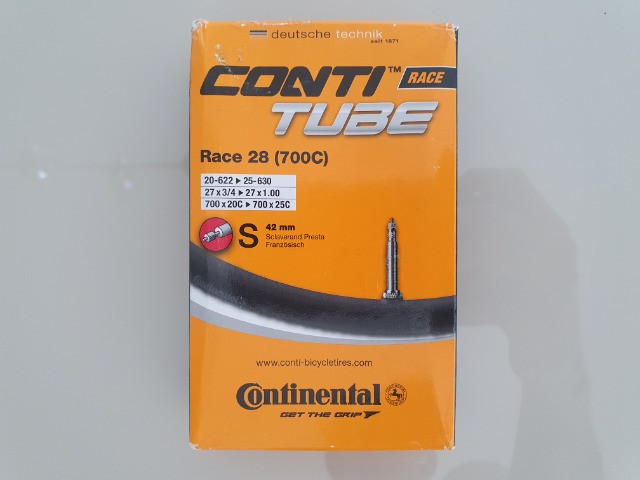 deutsche technik
seit 1871
CONTI™ RACE
TUBE
Race 28 (700C)
20-622 ▸ 25-630
27 x 3/4 ▸ 27 x 1.00
700 x 20C ▸ 700 x 25C
S 42 mm
Sclaverand Presta
Französisch
www.conti-bicycletires.com
Continental
GET THE GRIP